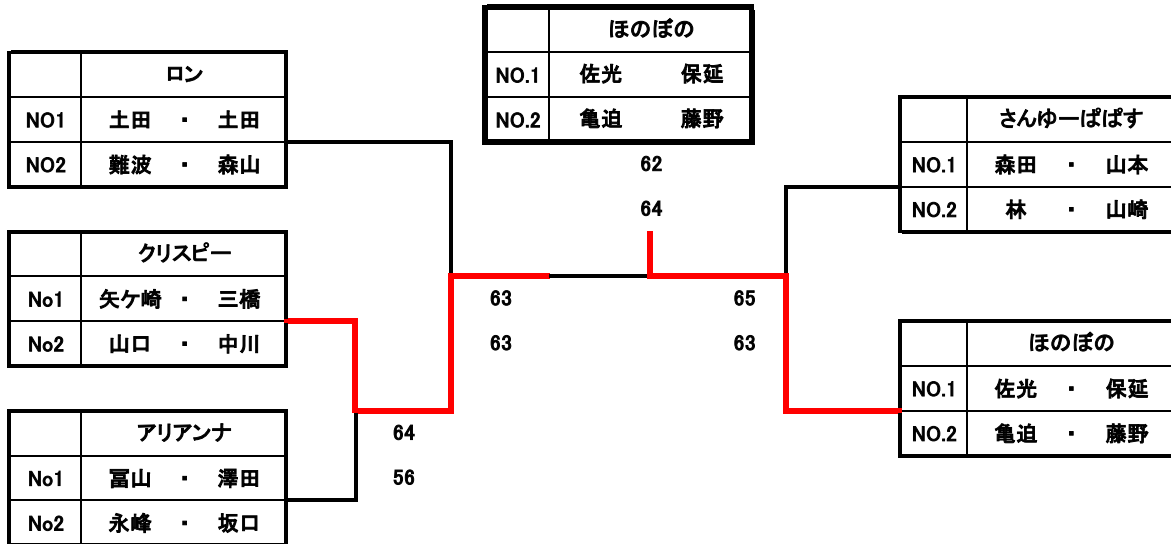 ほのぼの
NO.1 佐光 保延
NO.2 亀迫 藤野
62
64
ロン
NO1 土田 ・ 土田
NO2 難波 ・ 森山
クリスピー
No1 矢ケ崎 ・ 三橋
No2 山口 ・ 中川
アリアンナ
No1 冨山 ・ 澤田
No2 永峰 ・ 坂口
64
56
63
63
65
63
さんゆーぱぱす
NO.1 森田 ・ 山本
NO.2 林 ・ 山崎
ほのぼの
NO.1 佐光 ・ 保延
NO.2 亀迫 ・ 藤野